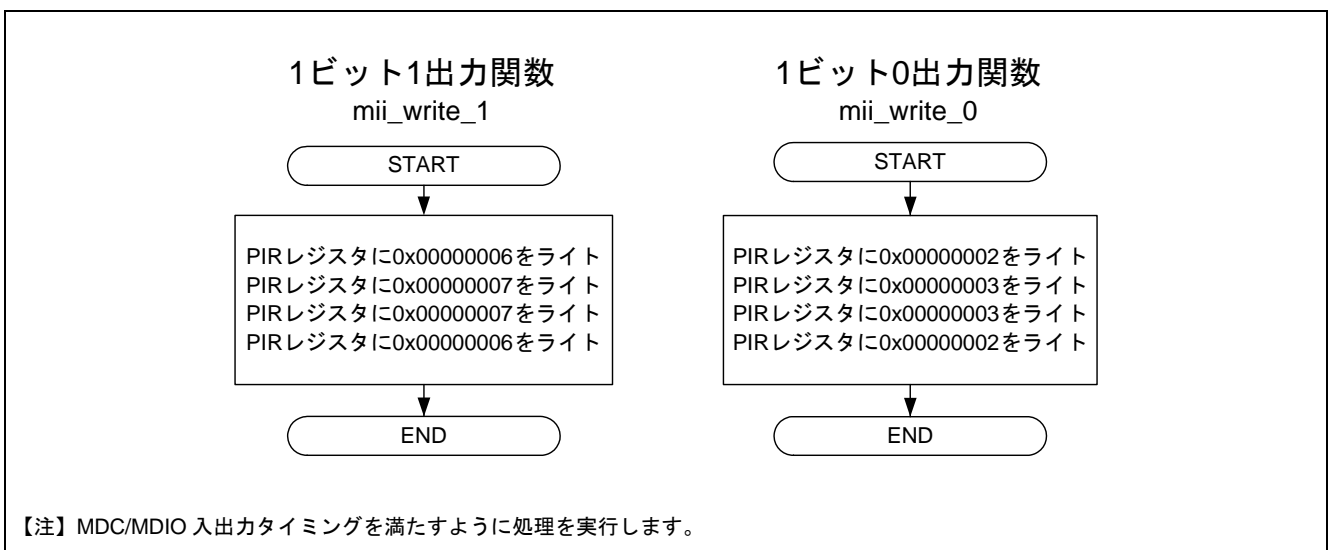 1ビット1出力関数
mii_write_1
START
PIRレジスタに0x00000006をライト
PIRレジスタに0x00000007をライト
PIRレジスタに0x00000007をライト
PIRレジスタに0x00000006をライト
END
1ビット0出力関数
mii_write_0
START
PIRレジスタに0x00000002をライト
PIRレジスタに0x00000003をライト
PIRレジスタに0x00000003をライト
PIRレジスタに0x00000002をライト
END
【注】MDC/MDIO 入出力タイミングを満たすように処理を実行します。